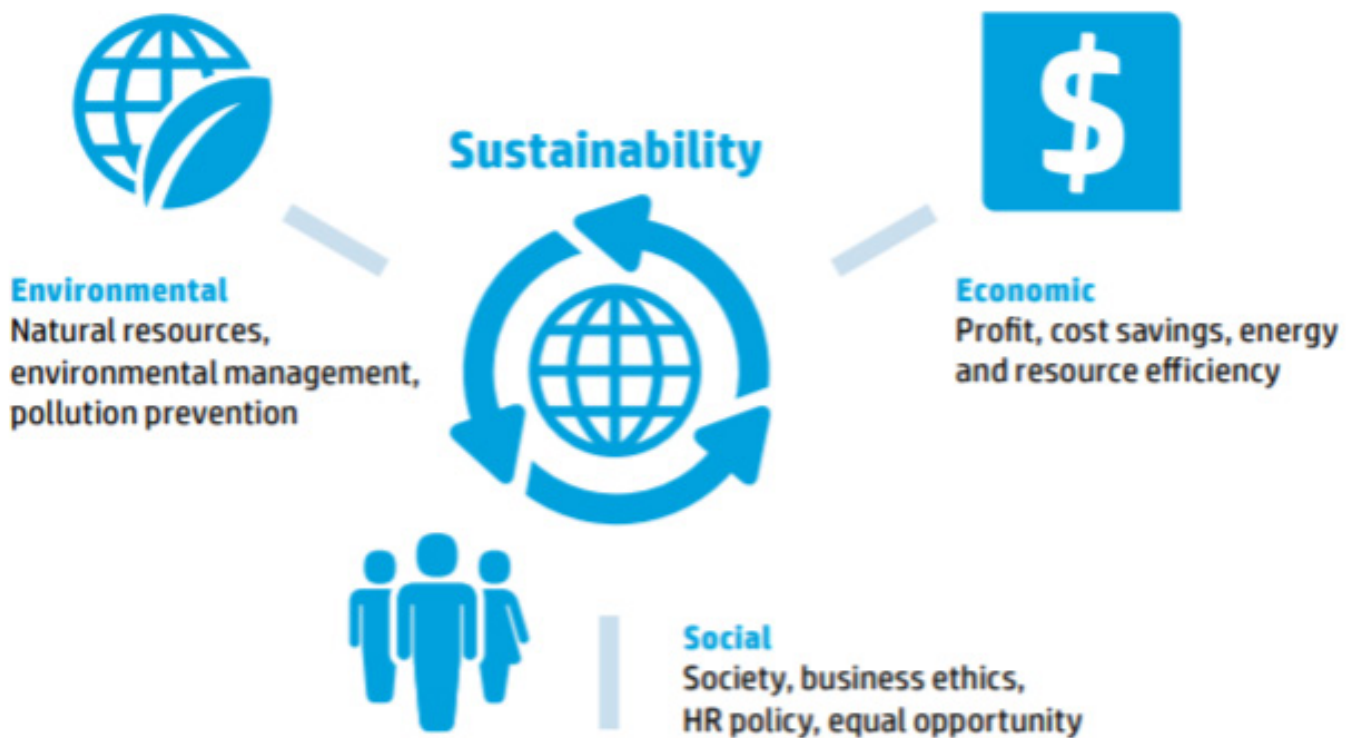 Sustainability
$
Environmental
Natural resources,
environmental management,
pollution prevention
Economic
Profit, cost savings, energy
and resource efficiency
Social
Society, business ethics,
HR policy, equal opportunity